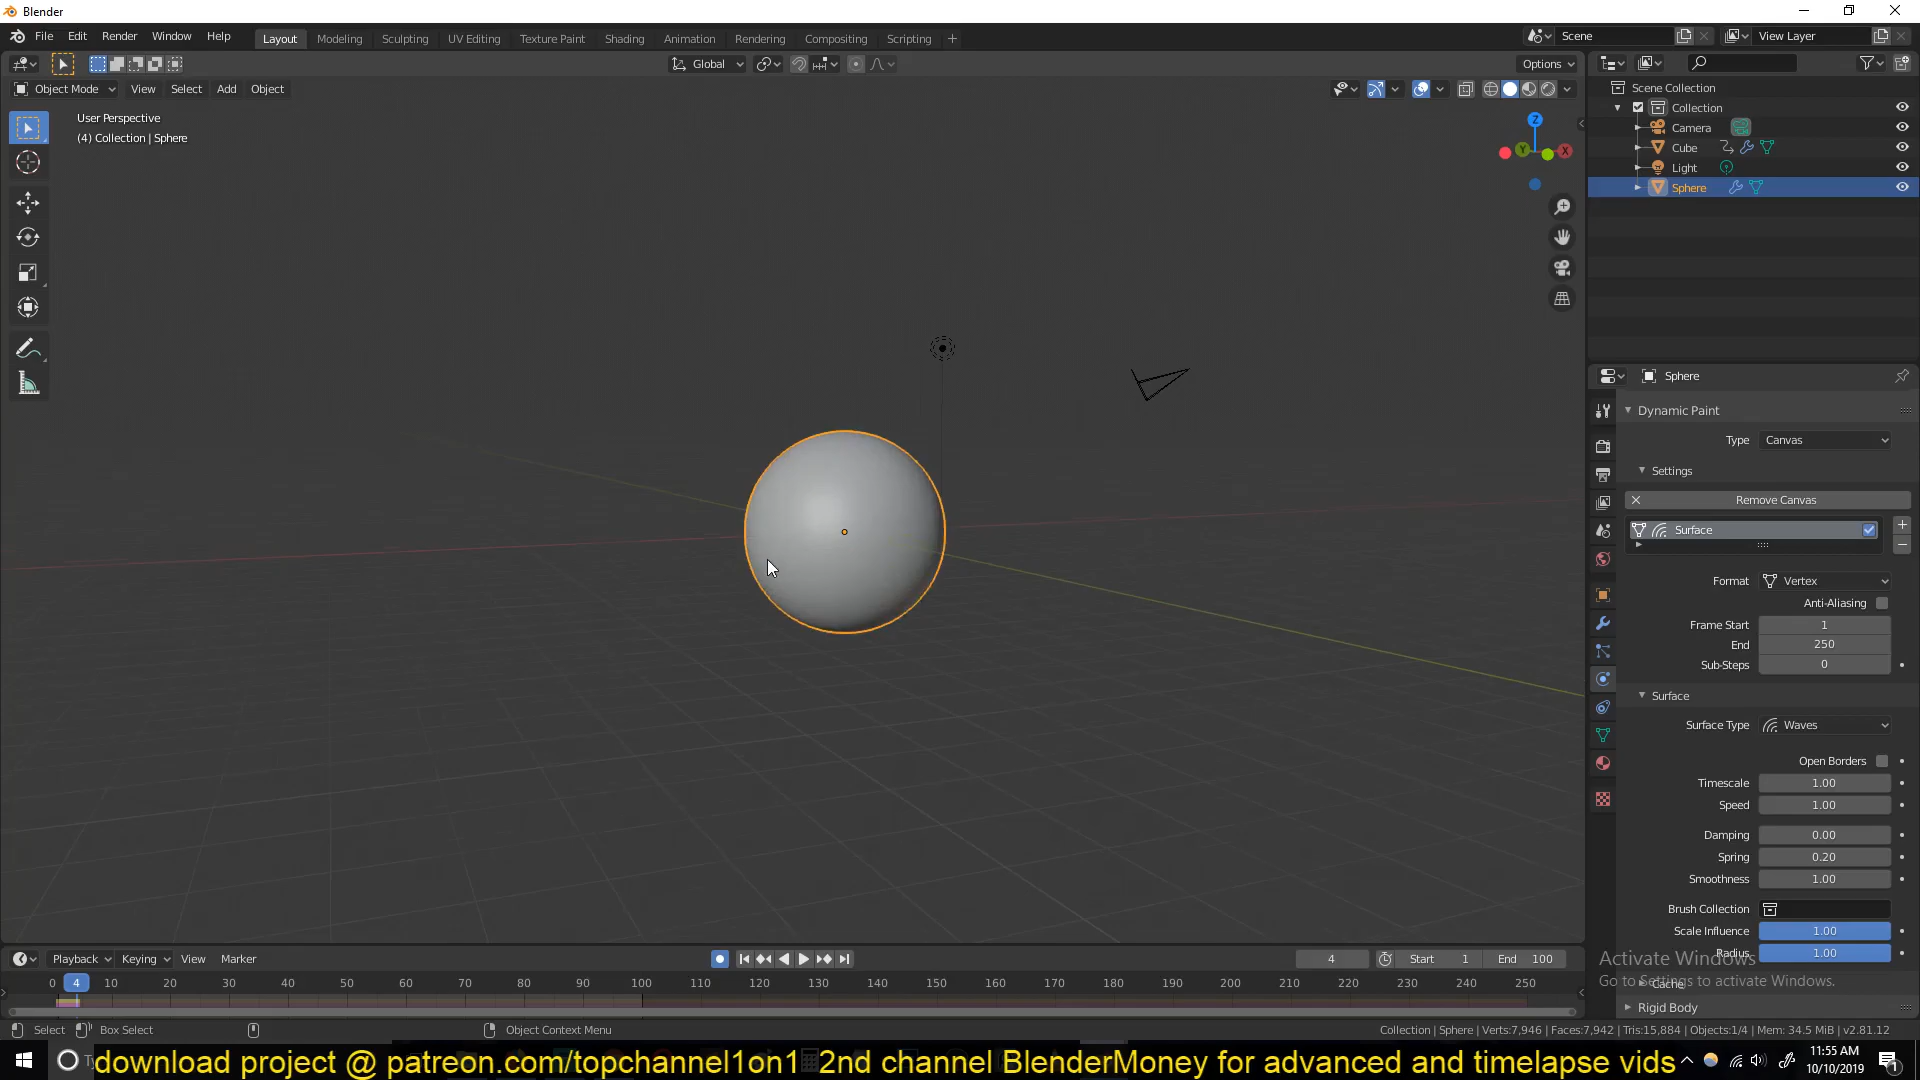 Blender
File Edit Render Window Help
Layout Modeling Sculpting UV Editing Texture Paint Shading Animation Rendering Compositing Scripting +
Scene
View Layer
Global
Options
Object Mode View Select Add Object
User Perspective
(4) Collection | Sphere
Z
Y
X
Scene Collection
Collection
Camera
Cube
Light
Sphere
Sphere
Dynamic Paint
Type Canvas
Settings
Remove Canvas
Surface
Format Vertex
Anti-Aliasing
Frame Start 1
End 250
Sub-Steps 0
Surface
Surface Type Waves
Open Borders
Timescale 1.00
Speed 1.00
Damping 0.00
Spring 0.20
Smoothness 1.00
Brush Collection
Scale Influence 1.00
Radius 1.00
Cache
Rigid Body
Activate Windows
Go to Settings to activate Windows.
Playback Keying View Marker
4 Start 1 End 100
0 4 10 20 30 40 50 60 70 80 90 100 110 120 130 140 150 160 170 180 190 200 210 220 230 240 250
Select Box Select Object Context Menu
Collection | Sphere | Verts:7,946 | Faces:7,942 | Tris:15,884 | Objects:1/4 | Mem: 34.5 MiB | v2.81.12
download project @ patreon.com/topchannel1on1 2nd channel BlenderMoney for advanced and timelapse vids
11:55 AM
10/10/2019
1